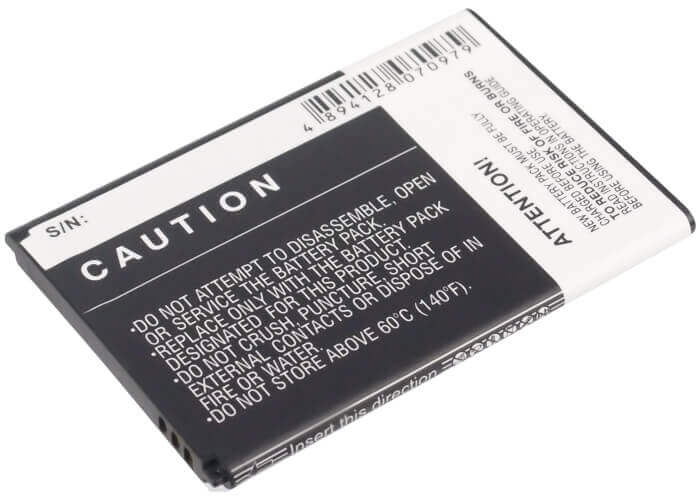 S/N:
4 894128 070979
CAUTION
•DO NOT ATTEMPT TO DISASSEMBLE, OPEN
OR SERVICE THE BATTERY PACK.
•REPLACE ONLY WITH THE BATTERY PACK
DESIGNATED FOR THIS PRODUCT.
•DO NOT CRUSH, PUNCTURE, SHORT
EXTERNAL CONTACTS OR DISPOSE OF IN
FIRE OR WATER.
•DO NOT STORE ABOVE 60°C (140°F).
ATTENTION!
NEW BATTERY PACK MUST BE FULLY
CHARGED BEFORE USE.
TO REDUCE RISK OF FIRE OR BURNS
READ INSTRUCTIONS IN OPERATING GUIDE
BEFORE USING THE BATTERY.
Insert this direction